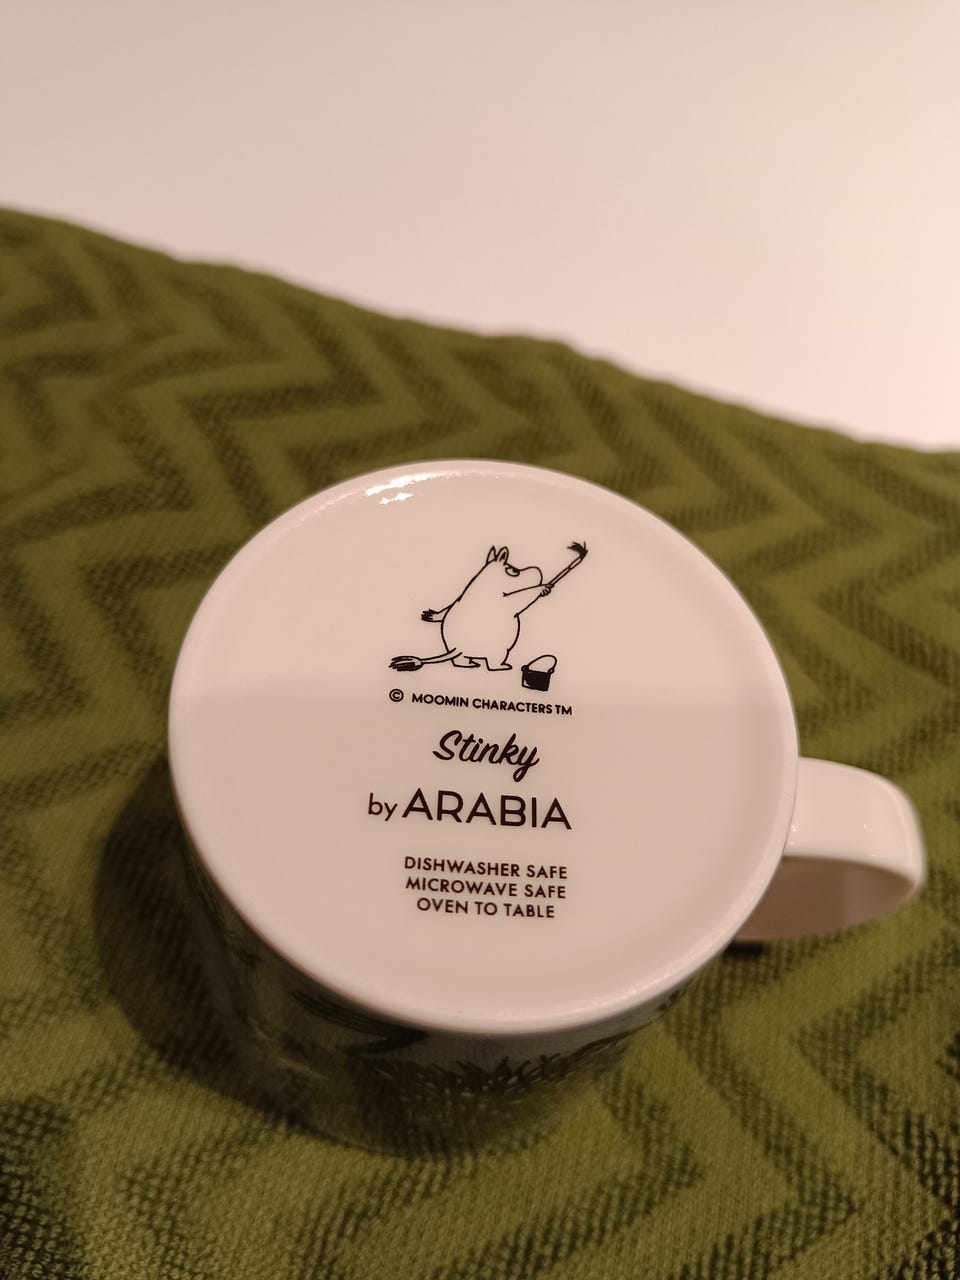 © MOOMIN CHARACTERS TM
Stinky
by ARABIA
DISHWASHER SAFE
MICROWAVE SAFE
OVEN TO TABLE